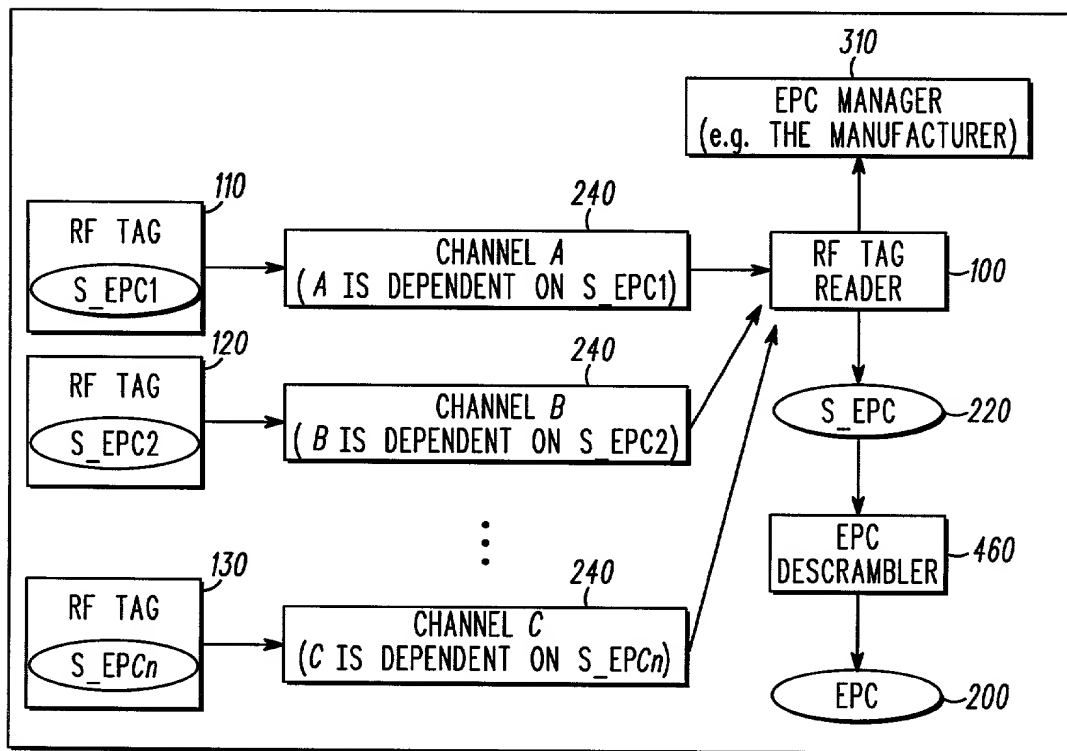 310
EPC MANAGER
(e.g. THE MANUFACTURER)
110
RF TAG
S_EPC1
240
CHANNEL A
(A IS DEPENDENT ON S_EPC1)
RF TAG
READER
100
120
RF TAG
S_EPC2
240
CHANNEL B
(B IS DEPENDENT ON S_EPC2)
S_EPC
220
EPC
DESCRAMBLER
460
130
RF TAG
S_EPCn
240
CHANNEL C
(C IS DEPENDENT ON S_EPCn)
EPC
200